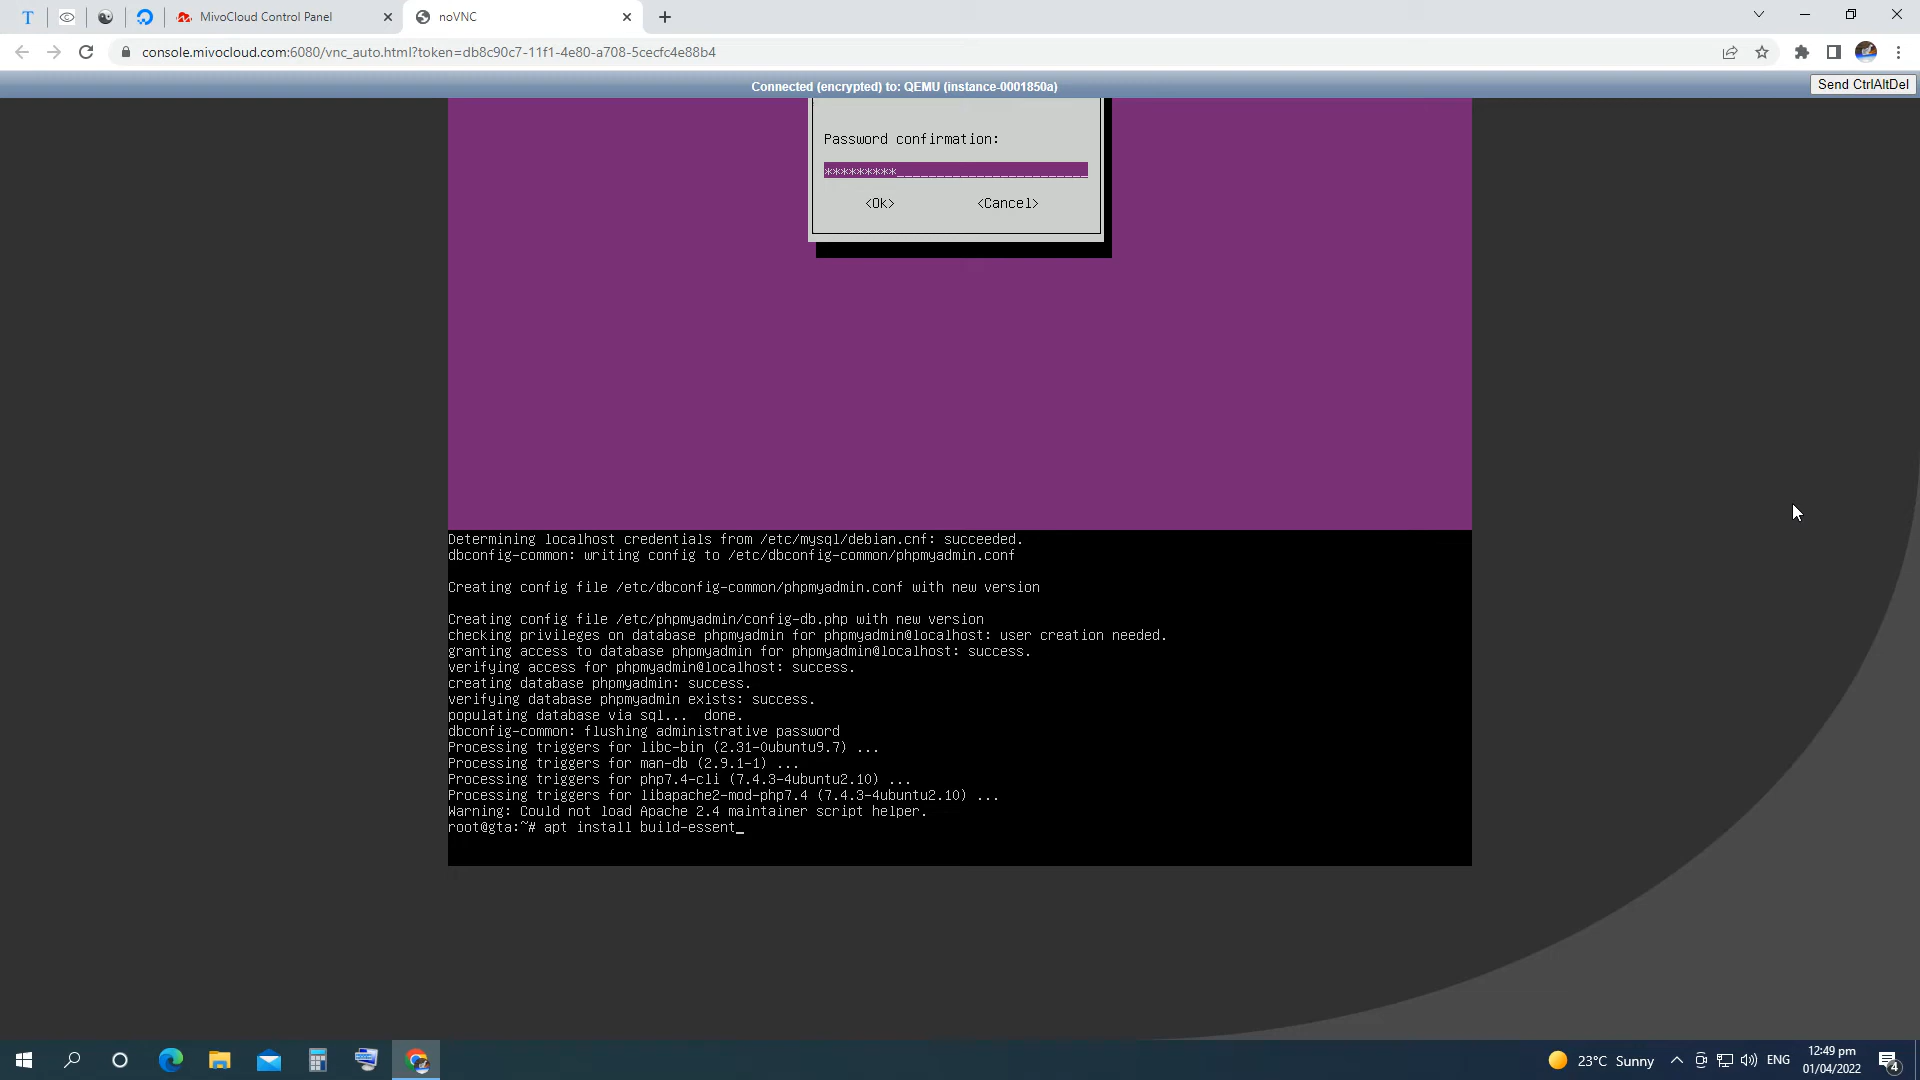 T
MivoCloud Control Panel
noVNC
console.mivocloud.com:6080/vnc_auto.html?token=db8c90c7-11f1-4e80-a708-5cecfc4e88b4
Connected (encrypted) to: QEMU (instance-0001850a)
Send CtrlAltDel
Password confirmation:
*********________________________
<Ok> <Cancel>
Determining localhost credentials from /etc/mysql/debian.cnf: succeeded.
dbconfig-common: writing config to /etc/dbconfig-common/phpmyadmin.conf
Creating config file /etc/dbconfig-common/phpmyadmin.conf with new version
Creating config file /etc/phpmyadmin/config-db.php with new version
checking privileges on database phpmyadmin for phpmyadmin@localhost: user creation needed.
granting access to database phpmyadmin for phpmyadmin@localhost: success.
verifying access for phpmyadmin@localhost: success.
creating database phpmyadmin: success.
verifying database phpmyadmin exists: success.
populating database via sql...  done.
dbconfig-common: flushing administrative password
Processing triggers for libc-bin (2.31-0ubuntu9.7) ...
Processing triggers for man-db (2.9.1-1) ...
Processing triggers for php7.4-cli (7.4.3-4ubuntu2.10) ...
Processing triggers for libapache2-mod-php7.4 (7.4.3-4ubuntu2.10) ...
Warning: Could not load Apache 2.4 maintainer script helper.
root@gta:~# apt install build-essent_
23°C Sunny
ENG
12:49 pm
01/04/2022
4